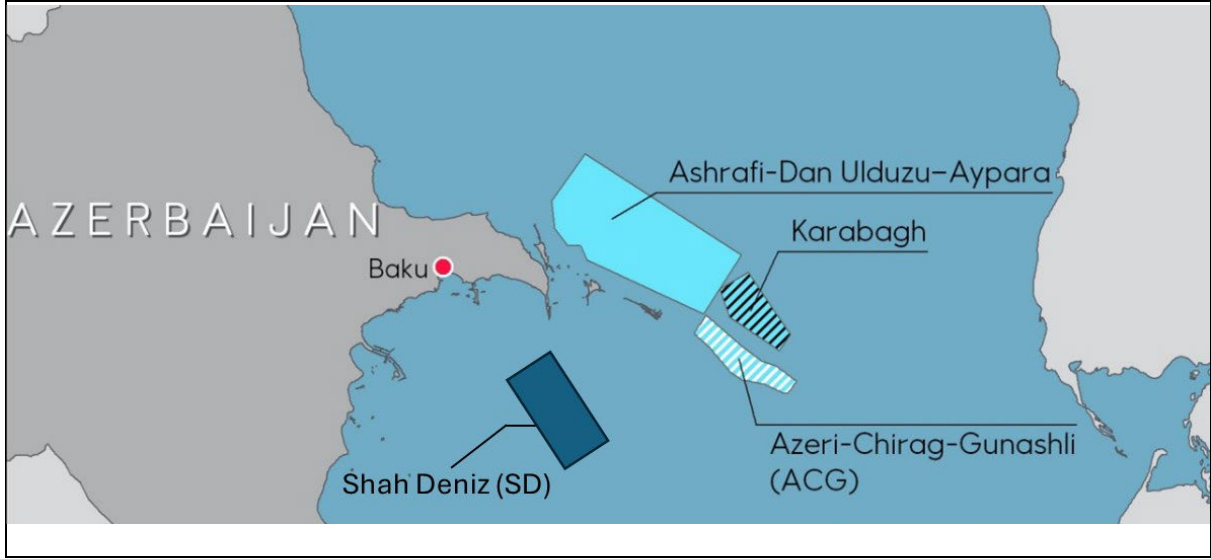 Ashrafi-Dan Ulduzu–Aypara
AZERBAIJAN
Karabagh
Baku
Azeri-Chirag-Gunashli
(ACG)
Shah Deniz (SD)